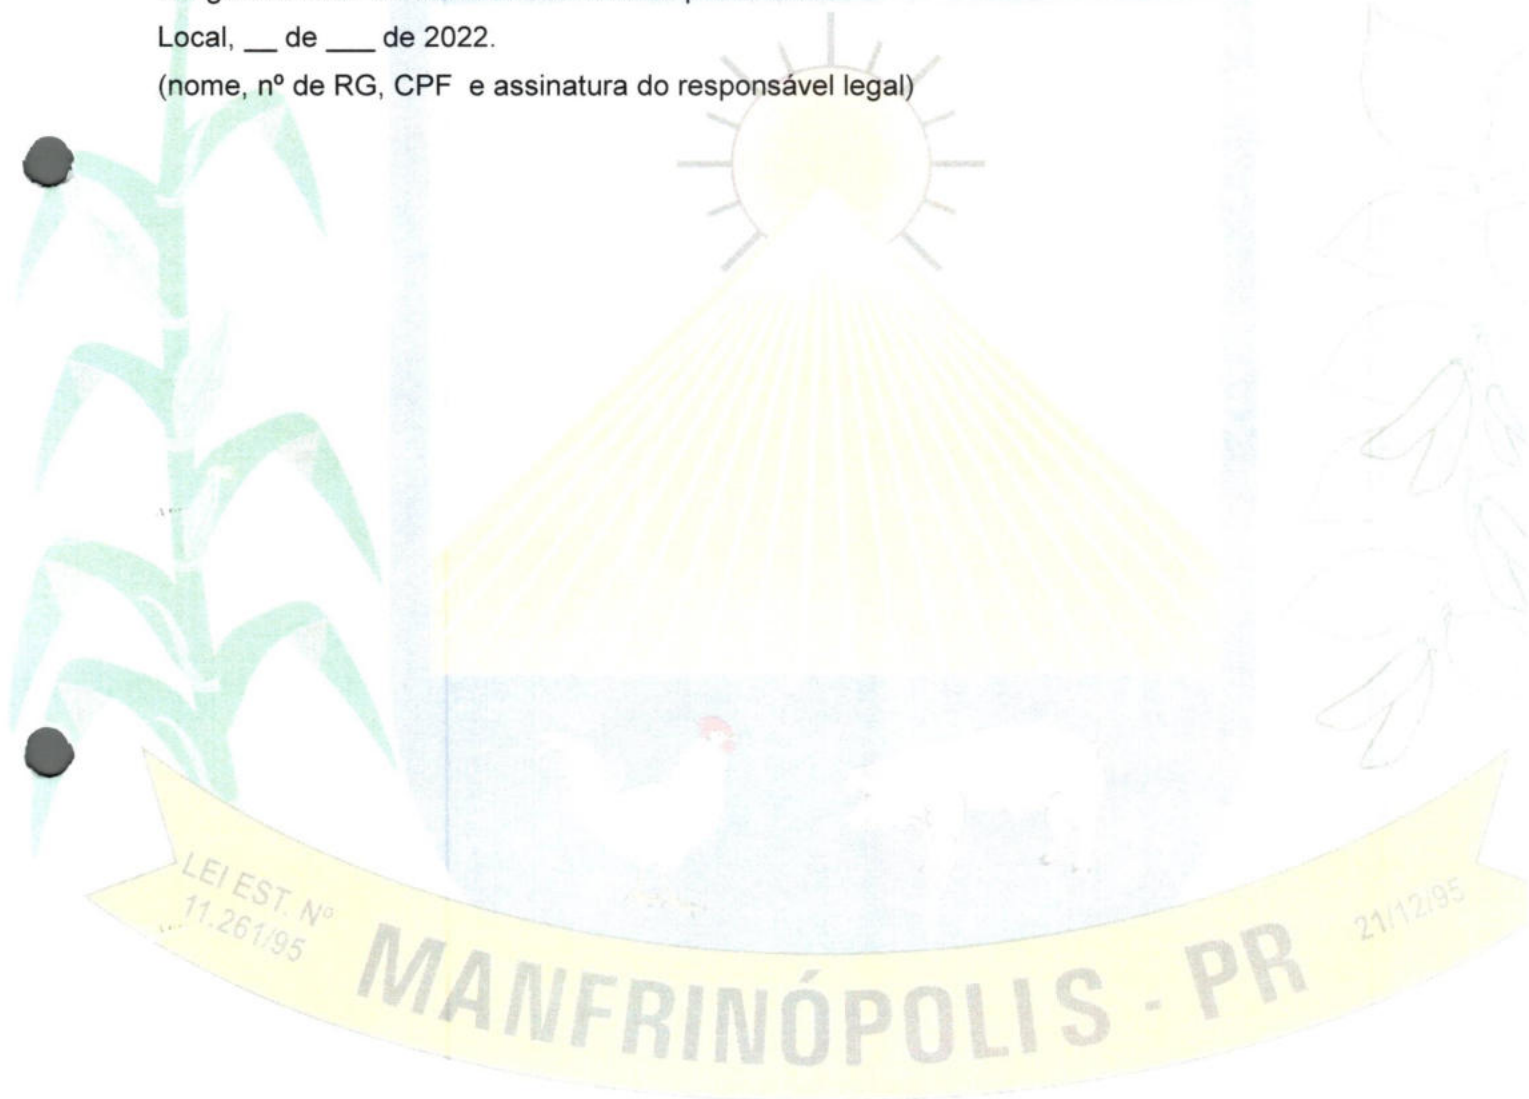 Local, __ de ___ de 2022.
(nome, nº de RG, CPF e assinatura do responsável legal)
LEI EST. Nº
11.261/95
MANFRINÓPOLIS - PR
21/12/95